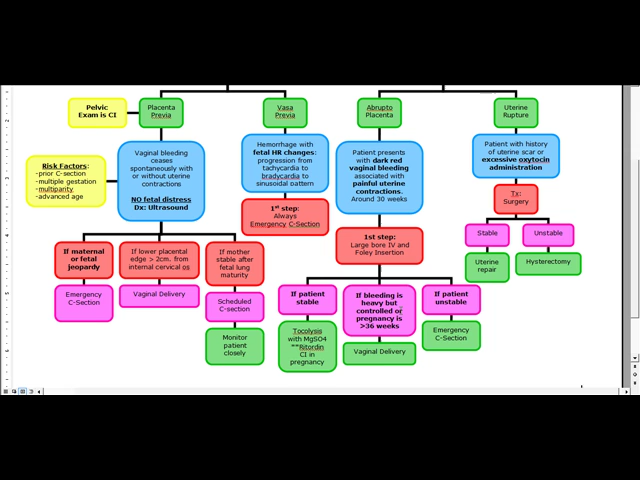 Pelvic
Exam is CI
Placenta
Previa
Vasa
Previa
Abrupto
Placenta
Uterine
Rupture
Risk Factors:
-prior C-section
-multiple gestation
-multiparity
-advanced age
Vaginal bleeding
ceases
spontaneously with
or without uterine
contractions
NO fetal distress
Dx: Ultrasound
Hemorrhage with
fetal HR changes:
progression from
tachycardia to
bradycardia to
sinusoidal pattern
1st step:
Always
Emergency C-Section
Patient presents
with dark red
vaginal bleeding
associated with
painful uterine
contractions.
Around 30 weeks
Patient with history
of uterine scar or
excessive oxytocin
administration
Tx:
Surgery
Stable
Unstable
Uterine
repair
Hysterectomy
1st step:
Large bore IV and
Foley Insertion
If maternal
or fetal
jeopardy
Emergency
C-Section
If lower placental
edge > 2cm. from
internal cervical os
Vaginal Delivery
If mother
stable after
fetal lung
maturity
Scheduled
C-section
Monitor
patient
closely
If patient
stable
Tocolysis
with MgSO4
**Ritordin
CI in
pregnancy
If bleeding is
heavy but
controlled or
pregnancy is
>36 weeks
Vaginal Delivery
If patient
unstable
Emergency
C-Section